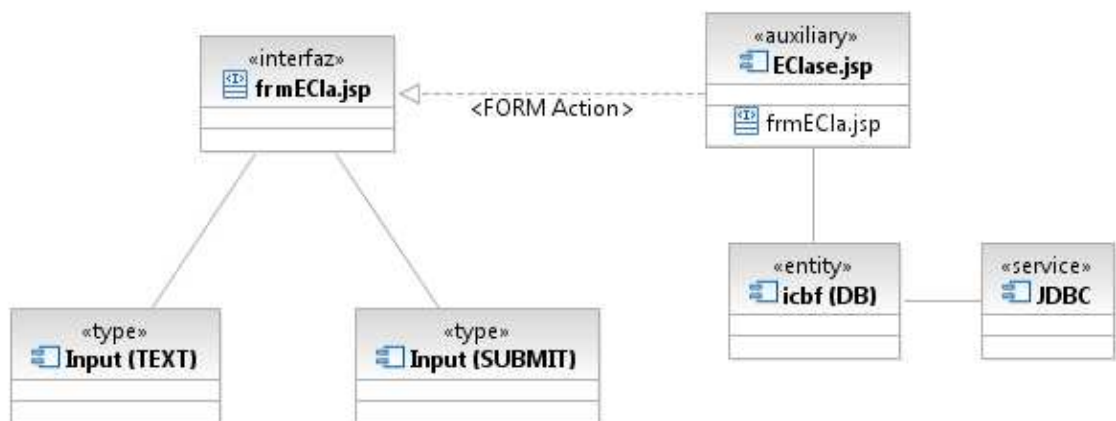 «interfaz»
frmECla.jsp
<FORM Action>
«auxiliary»
EClase.jsp
frmECla.jsp
«entity»
icbf (DB)
«service»
JDBC
«type»
Input (TEXT)
«type»
Input (SUBMIT)